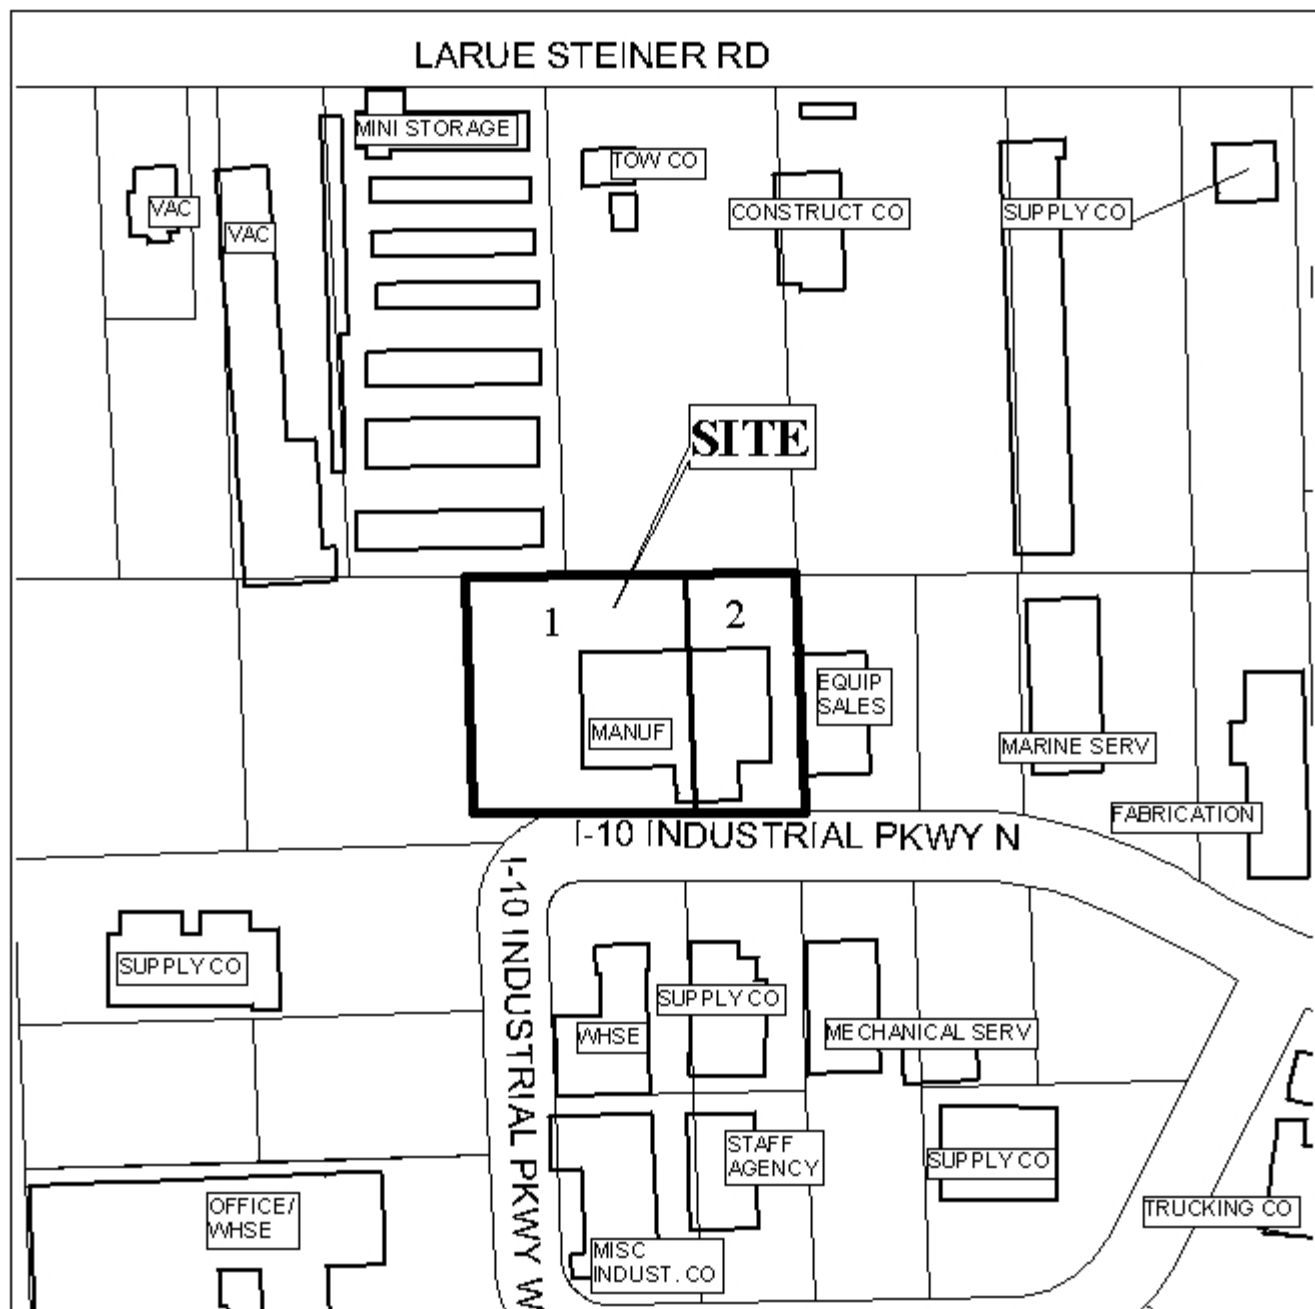 LARUE STEINER RD
MINI STORAGE
TOW CO
VAC
VAC
CONSTRUCT CO
SUPPLY CO
SITE
1
2
EQUIP
SALES
MANUF
MARINE SERV
FABRICATION
I-10 INDUSTRIAL PKWY N
I-10 INDUSTRIAL PKWY W
SUPPLY CO
SUPPLY CO
WHSE
MECHANICAL SERV
STAFF
AGENCY
SUPPLY CO
OFFICE/
WHSE
TRUCKING CO
MISC
INDUST. CO